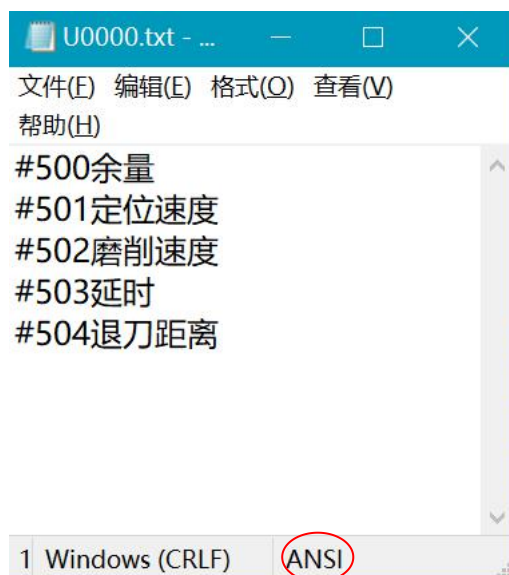 U0000.txt - ...
文件(F) 编辑(E) 格式(O) 查看(V)
帮助(H)
#500余量
#501定位速度
#502磨削速度
#503延时
#504退刀距离
1 Windows (CRLF) ANSI